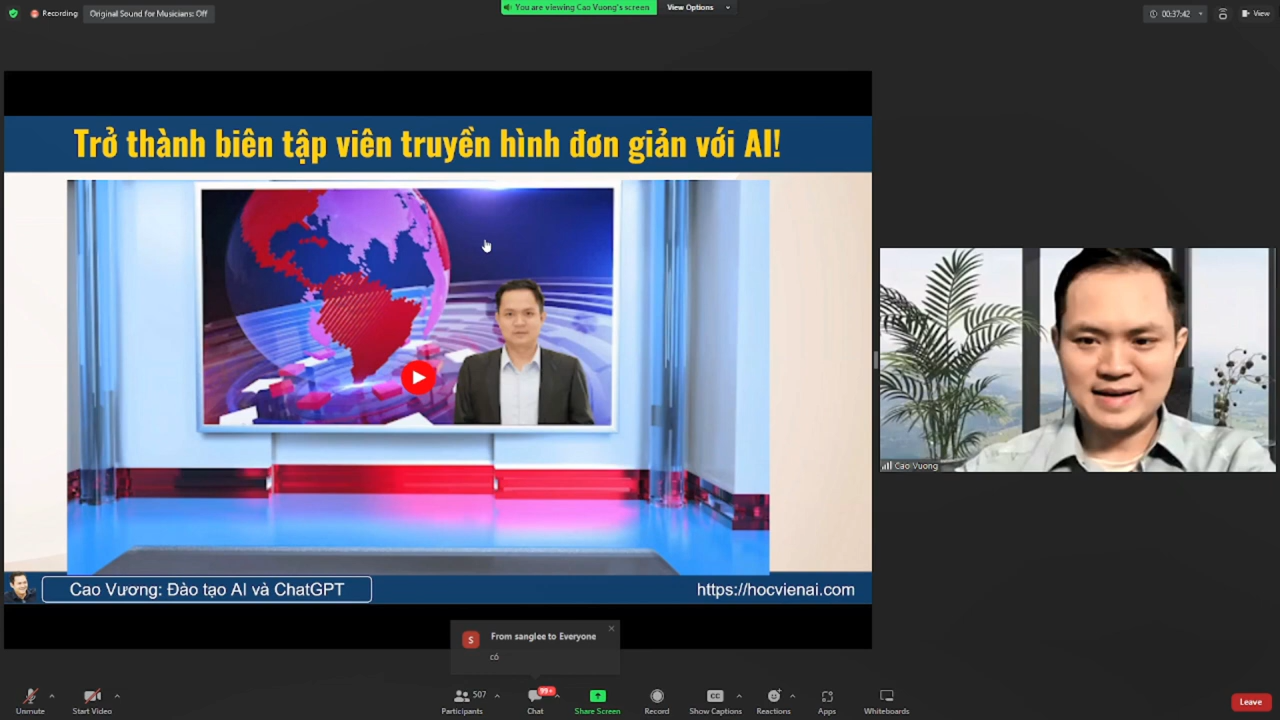 Recording
Original Sound for Musicians: Off
You are viewing Cao Vuong's screen
View Options
00:37:42
View
Trở thành biên tập viên truyền hình đơn giản với AI!
Cao Vuong
Cao Vương: Đào tạo AI và ChatGPT
https://hocvienai.com
S
From sanglee to Everyone
có
Unmute
Start Video
507
Participants
99+
Chat
Share Screen
Record
CC
Show Captions
Reactions
Apps
Whiteboards
Leave